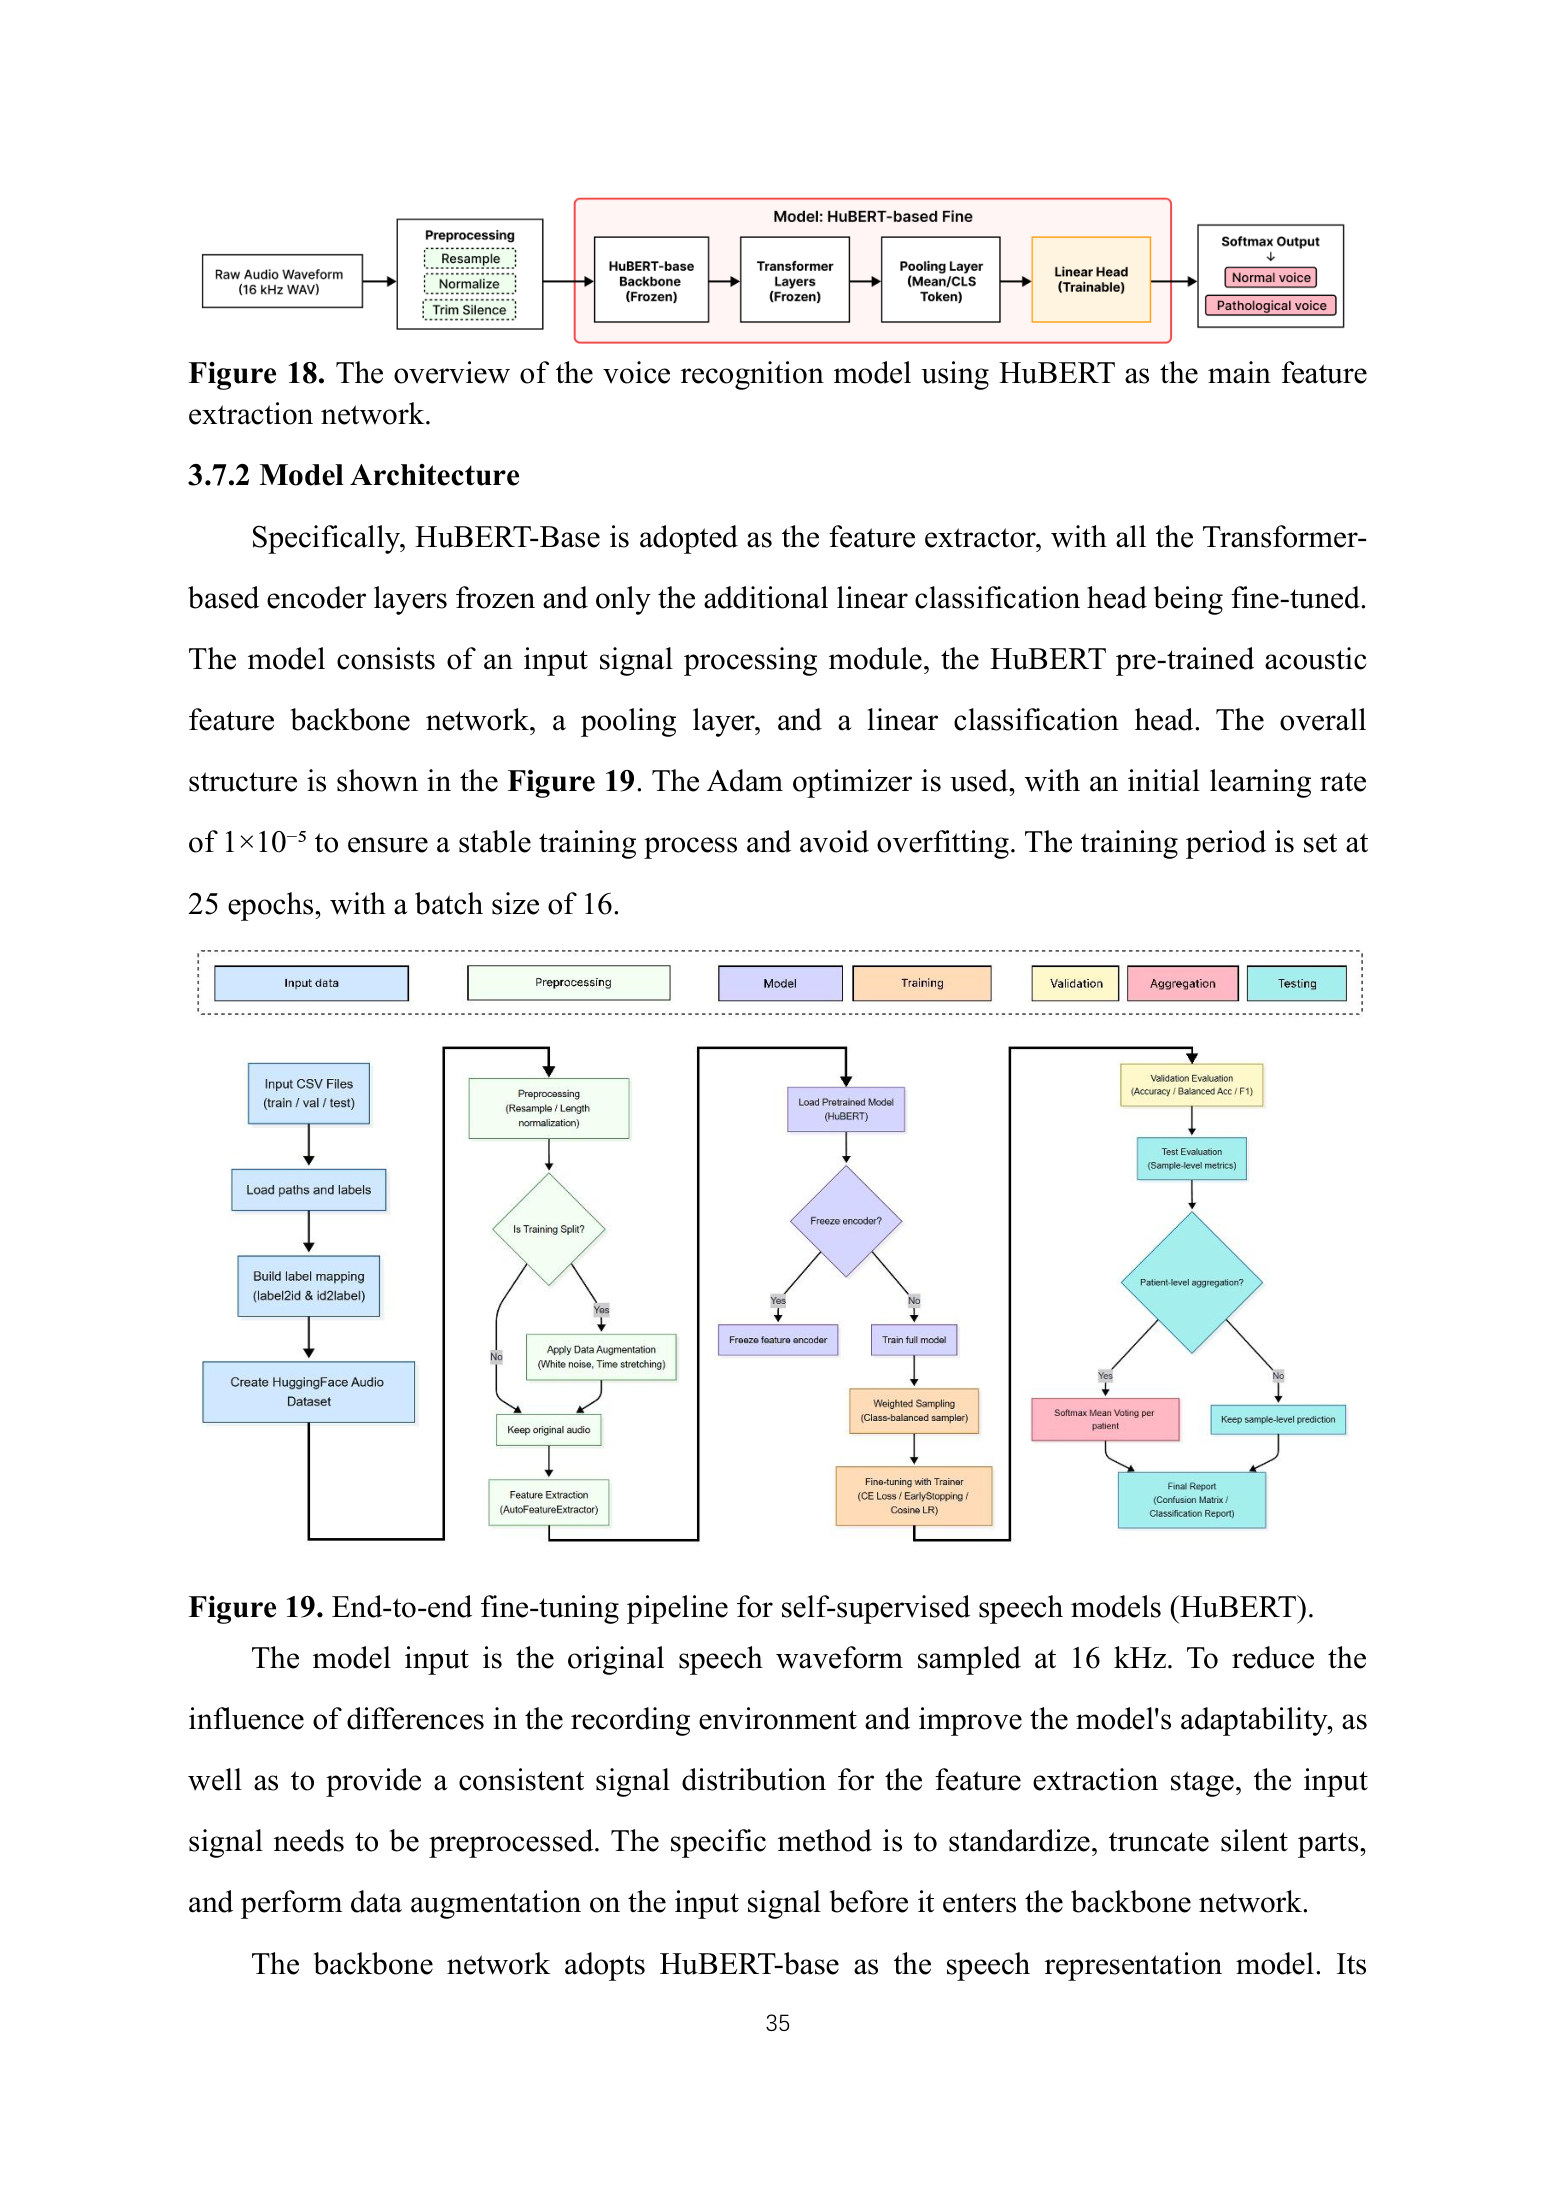 Raw Audio Waveform
(16 kHz WAV)
Preprocessing
Resample
Normalize
Trim Silence
Model: HuBERT-based Fine
HuBERT-base
Backbone
(Frozen)
Transformer
Layers
(Frozen)
Pooling Layer
(Mean/CLS
Token)
Linear Head
(Trainable)
Softmax Output
↓
Normal voice
Pathological voice
Figure 18. The overview of the voice recognition model using HuBERT as the main feature
extraction network.
3.7.2 Model Architecture
Specifically, HuBERT-Base is adopted as the feature extractor, with all the Transformer-
based encoder layers frozen and only the additional linear classification head being fine-tuned.
The model consists of an input signal processing module, the HuBERT pre-trained acoustic
feature backbone network, a pooling layer, and a linear classification head. The overall
structure is shown in the Figure 19. The Adam optimizer is used, with an initial learning rate
of 1×10⁻⁵ to ensure a stable training process and avoid overfitting. The training period is set at
25 epochs, with a batch size of 16.
Input data
Preprocessing
Model
Training
Validation
Aggregation
Testing
Input CSV Files
(train / val / test)
Load paths and labels
Build label mapping
(label2id & id2label)
Create HuggingFace Audio
Dataset
Preprocessing
(Resample / Length
normalization)
Is Training Split?
Yes
No
Apply Data Augmentation
(White noise, Time stretching)
Keep original audio
Feature Extraction
(AutoFeatureExtractor)
Load Pretrained Model
(HuBERT)
Freeze encoder?
Yes
No
Freeze feature encoder
Train full model
Weighted Sampling
(Class-balanced sampler)
Fine-tuning with Trainer
(CE Loss / EarlyStopping /
Cosine LR)
Validation Evaluation
(Accuracy / Balanced Acc / F1)
Test Evaluation
(Sample-level metrics)
Patient-level aggregation?
Yes
No
Softmax Mean Voting per
patient
Keep sample-level prediction
Final Report
(Confusion Matrix /
Classification Report)
Figure 19. End-to-end fine-tuning pipeline for self-supervised speech models (HuBERT).
The model input is the original speech waveform sampled at 16 kHz. To reduce the
influence of differences in the recording environment and improve the model's adaptability, as
well as to provide a consistent signal distribution for the feature extraction stage, the input
signal needs to be preprocessed. The specific method is to standardize, truncate silent parts,
and perform data augmentation on the input signal before it enters the backbone network.
The backbone network adopts HuBERT-base as the speech representation model. Its
35